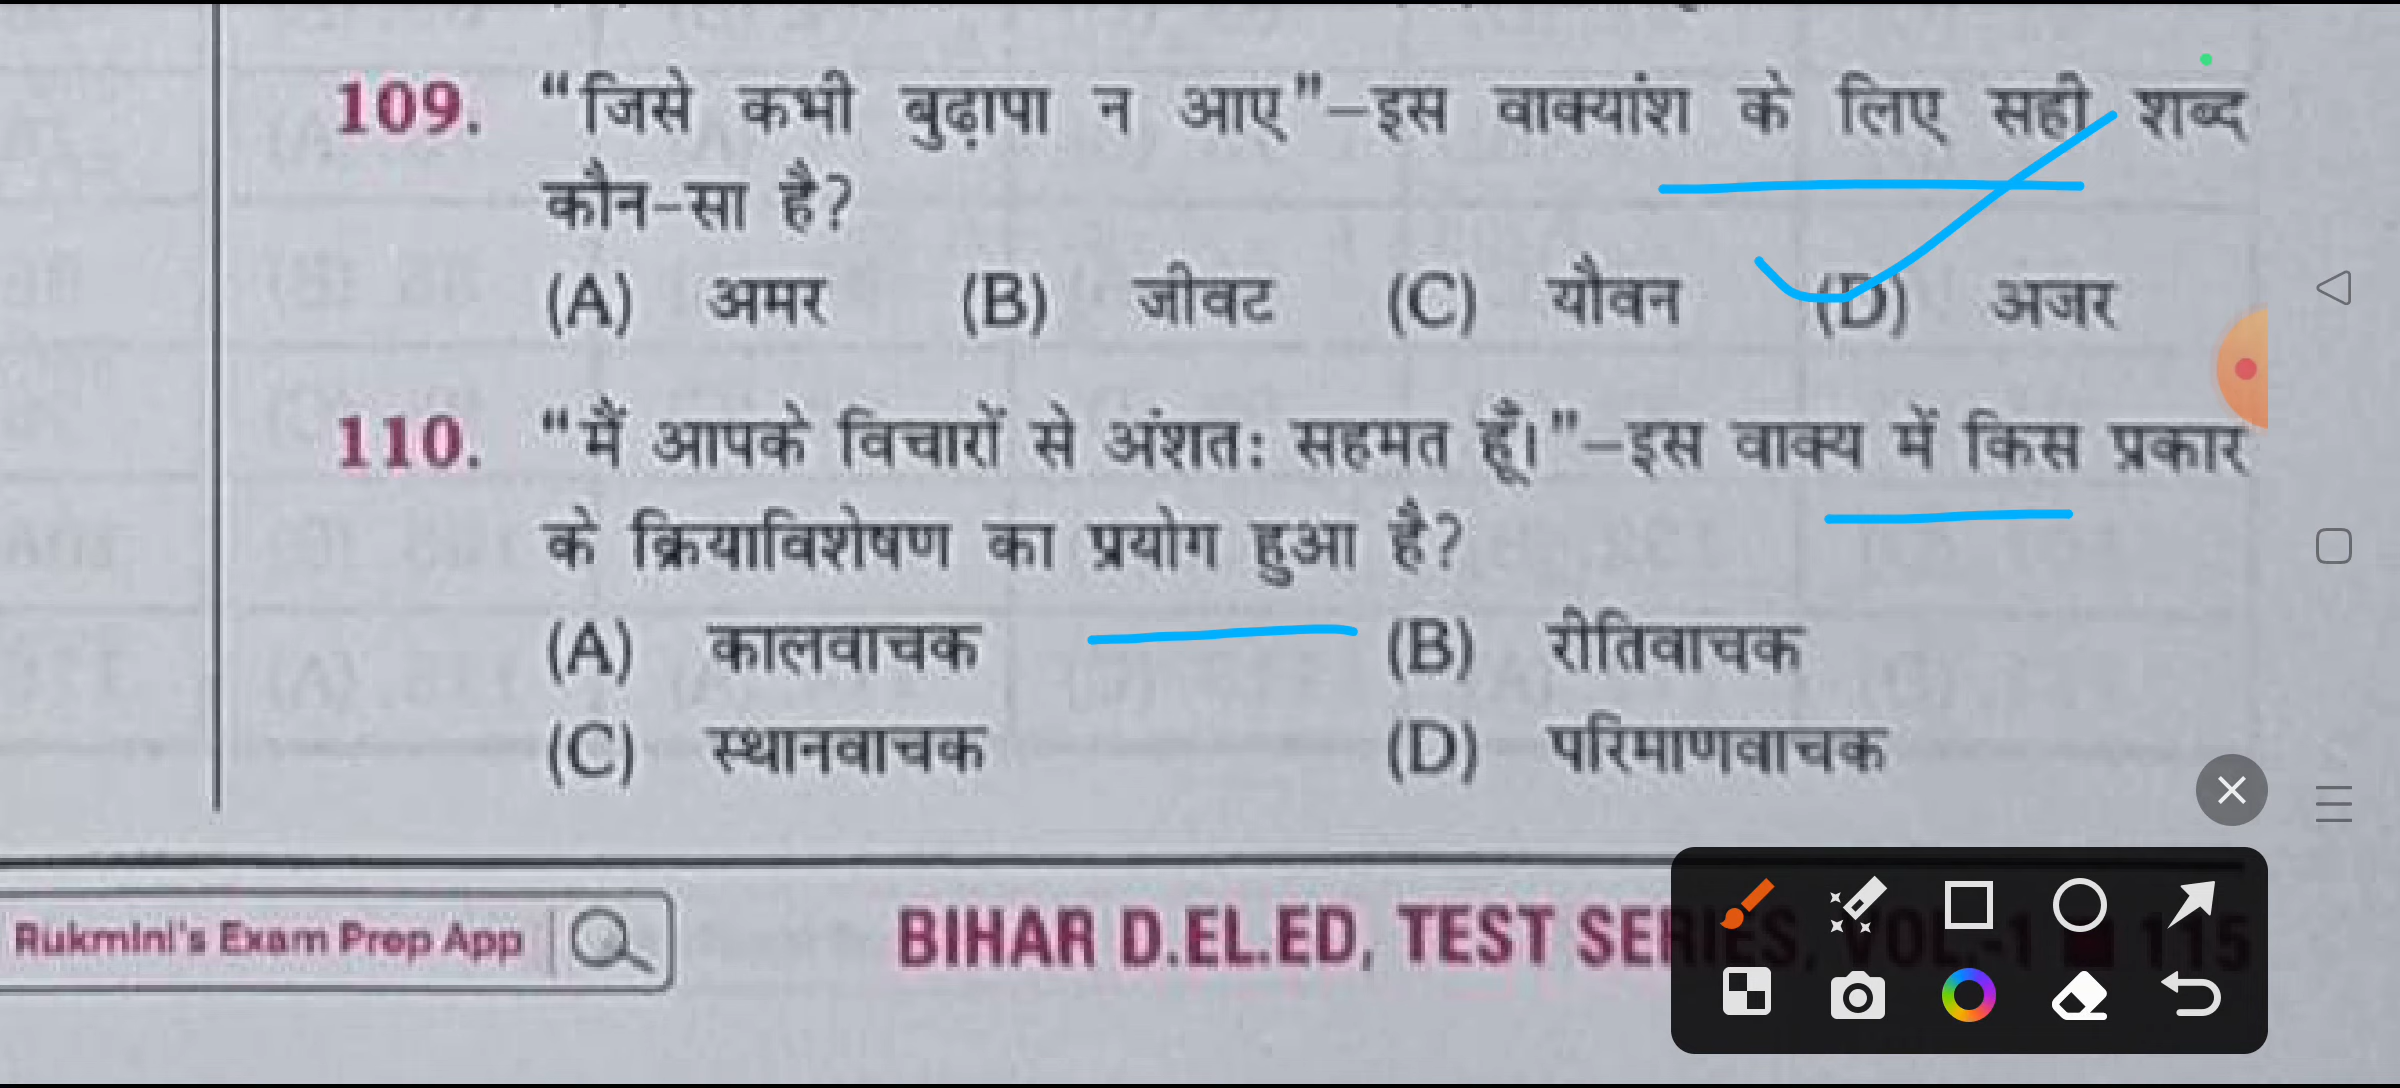 109. “जिसे कभी बुढ़ापा न आए”–इस वाक्यांश के लिए सही शब्द
कौन-सा है?
(A) अमर (B) जीवट (C) यौवन (D) अजर
110. “मैं आपके विचारों से अंशतः सहमत हूँ।”–इस वाक्य में किस प्रकार
के क्रियाविशेषण का प्रयोग हुआ है?
(A) कालवाचक (B) रीतिवाचक
(C) स्थानवाचक (D) परिमाणवाचक
Rukmini's Exam Prep App
BIHAR D.EL.ED, TEST SERIES, VOL.-1 ■ 115